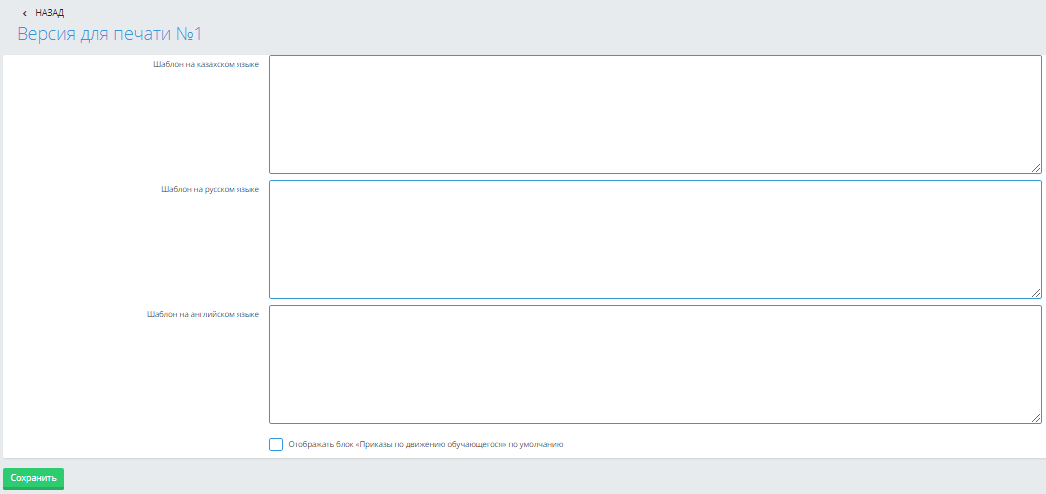 НАЗАД
Версия для печати №1
Шаблон на казахском языке
Шаблон на русском языке
Шаблон на английском языке
Отображать блок «Приказы по движению обучающегося» по умолчанию
Сохранить